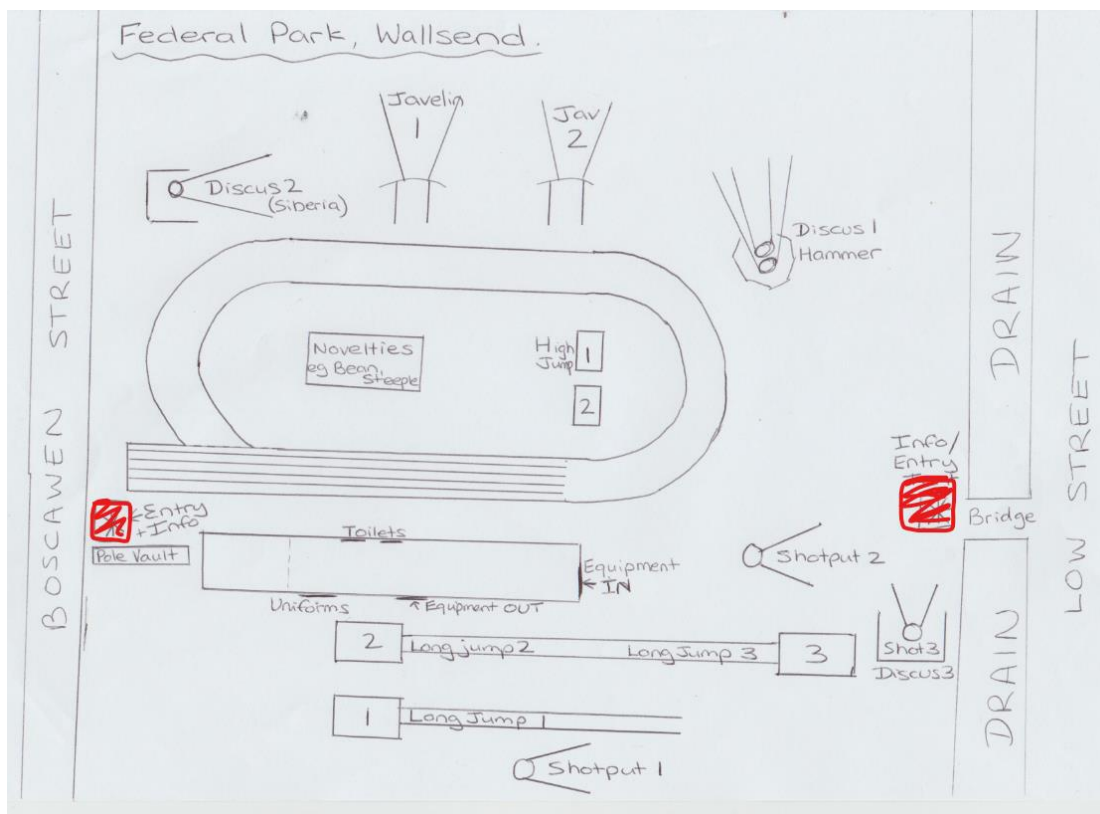 Federal Park, Wallsend.
Javelin
1
Jav
2
Discus 2
(Siberia)
Discus 1
Hammer
BOSCAWEN STREET
DRAIN
LOW STREET
Novelties
eg Bean,
Steeple
High
Jump
1
2
Info/
Entry
Entry
+ Info
Bridge
Pole Vault
Toilets
Equipment
IN
Shotput 2
Uniforms
Equpment OUT
2
Long jump 2
Long Jump 3
3
Shot 3
Discus 3
DRAIN
1
Long Jump 1
Shotput 1